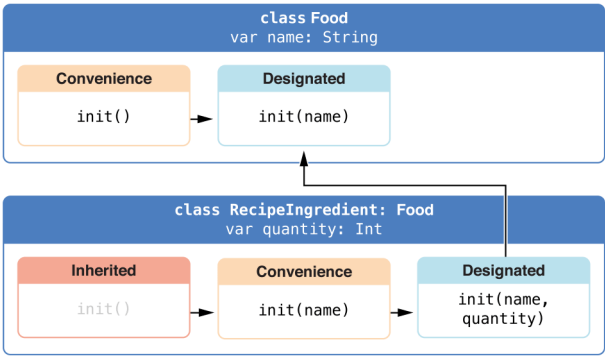 class Food
var name: String
Convenience
Designated
init()
init(name)
class RecipeIngredient: Food
var quantity: Int
Inherited
Convenience
Designated
init()
init(name)
init(name,
quantity)